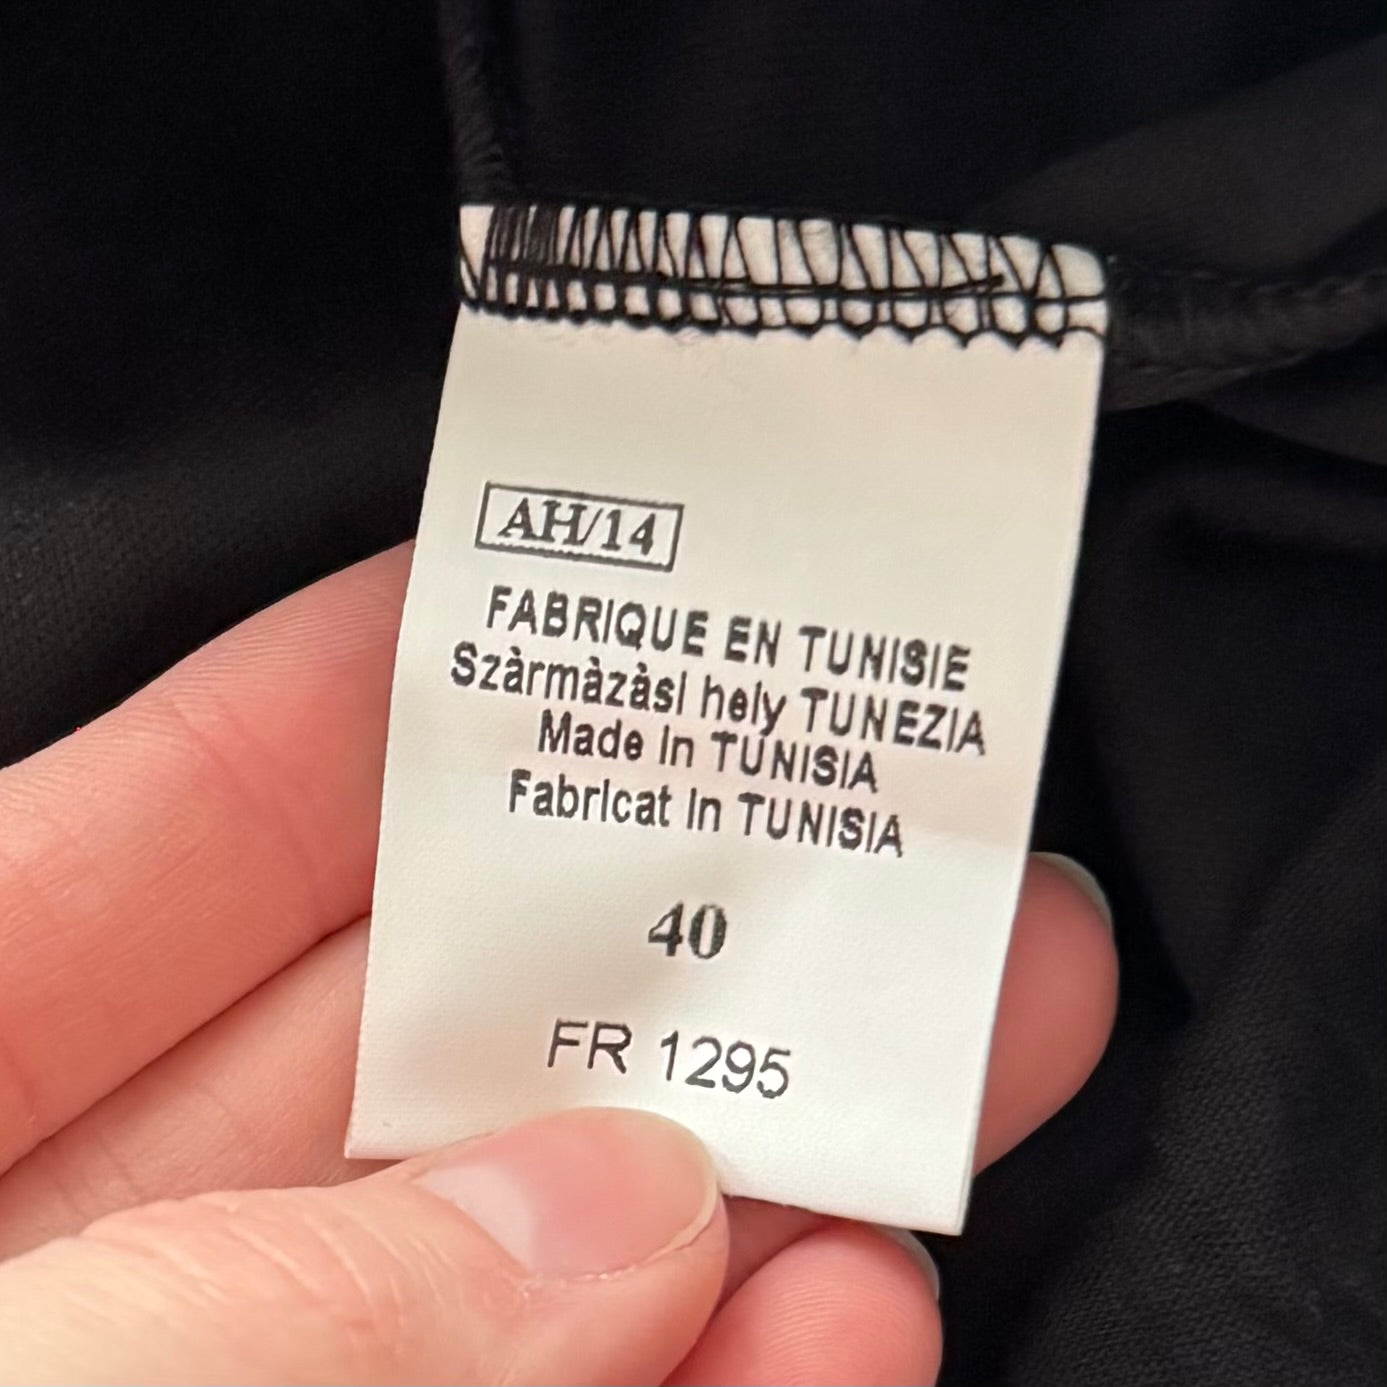 AH/14
FABRIQUE EN TUNISIE
Szàrmàzàsi hely TUNEZIA
Made in TUNISIA
Fabricat in TUNISIA
40
FR 1295